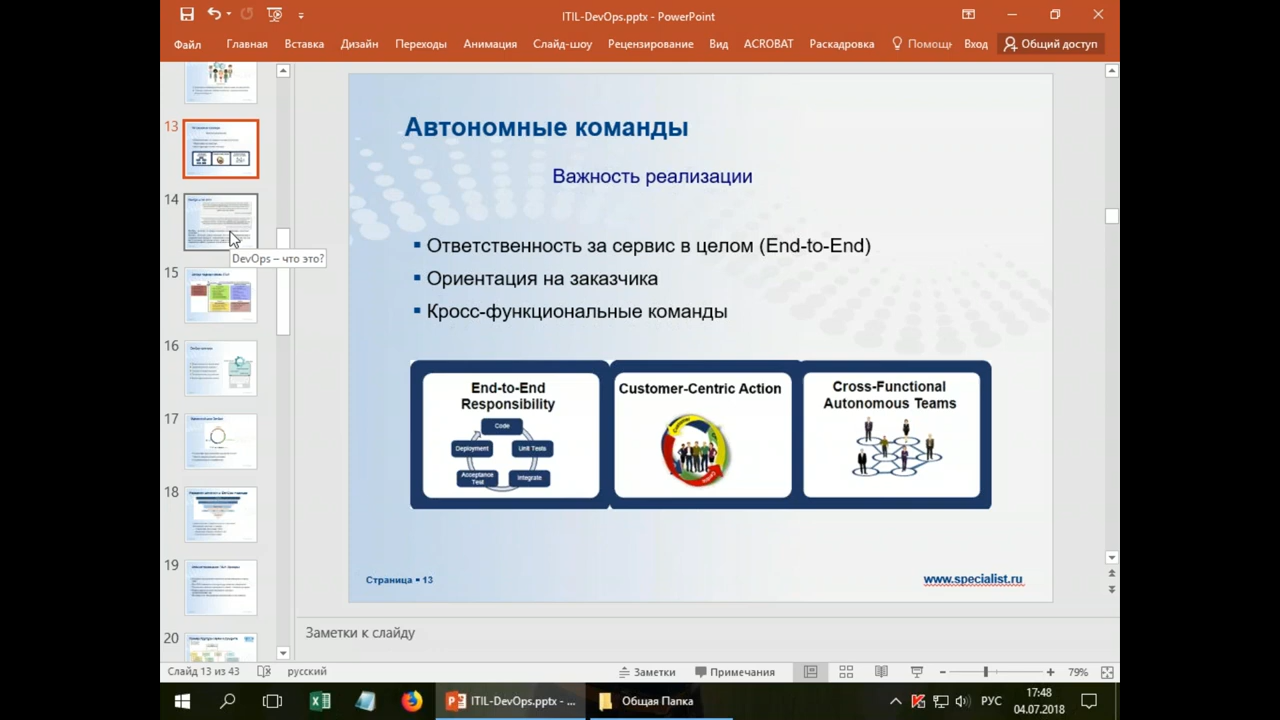 ITIL-DevOps.pptx - PowerPoint
Файл Главная Вставка Дизайн Переходы Анимация Слайд-шоу Рецензирование Вид ACROBAT Раскадровка Помощн Вход Общий доступ
13
14
DevOps – что это?
15
16
17
18
19
20
Автономные команды
Важность реализации
Ответственность за сервис в целом (End-to-End)
Ориентация на заказчика
Кросс-функциональные команды
End-to-End
Responsibility
Code
Deployment
Unit Tests
Acceptance
Test
Integrate
Customer-Centric Action
Cross-Functional
Autonomous Teams
Страница ▪ 13
www.specialist.ru
Заметки к слайду
Слайд 13 из 43 русский Заметки Примечания 79%
ITIL-DevOps.pptx - ... Общая Папка РУС 17:48
04.07.2018